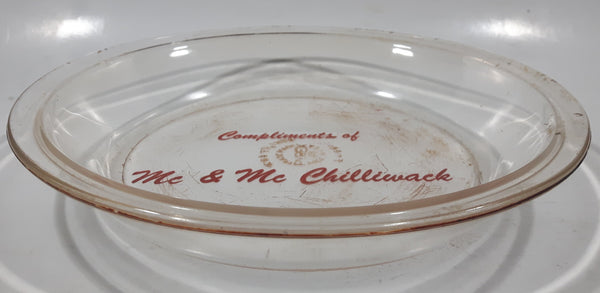 Compliments of
Mc & Mc Chilliwack